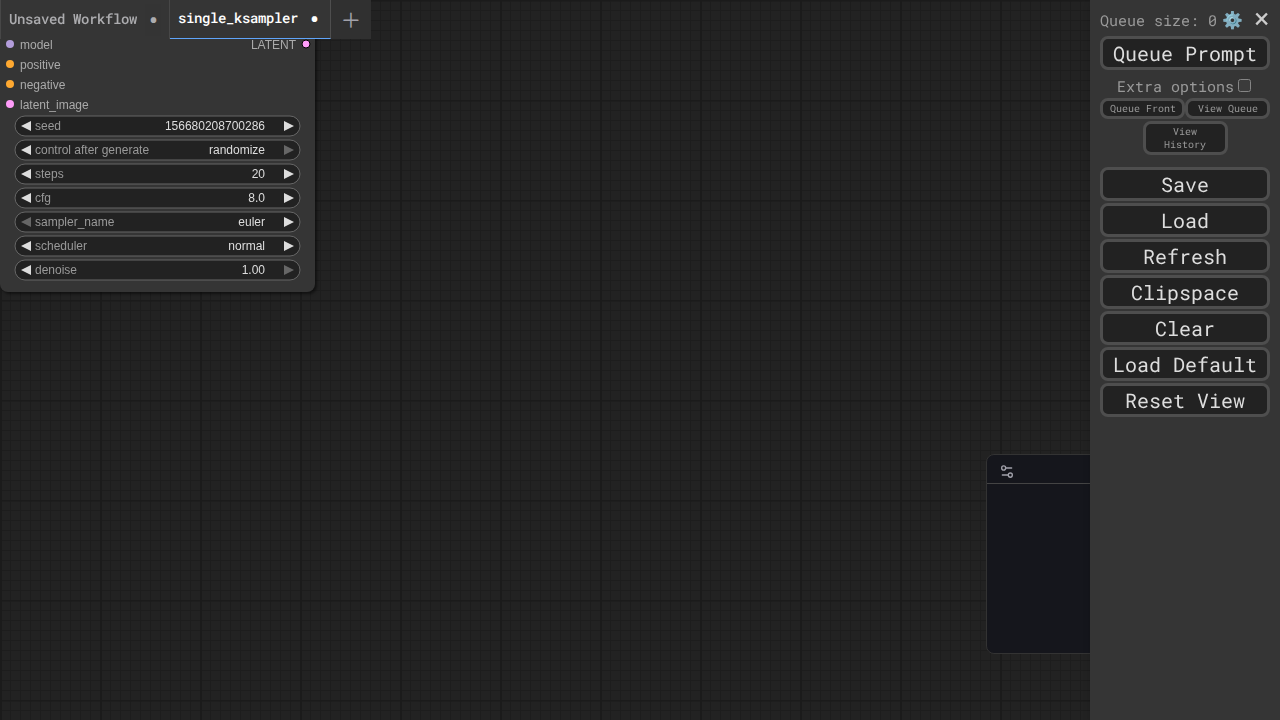 Unsaved Workflow
single_ksampler
model
LATENT
positive
negative
latent_image
seed 156680208700286
control after generate randomize
steps 20
cfg 8.0
sampler_name euler
scheduler normal
denoise 1.00
Queue size: 0
Queue Prompt
Extra options
Queue Front
View Queue
View
History
Save
Load
Refresh
Clipspace
Clear
Load Default
Reset View